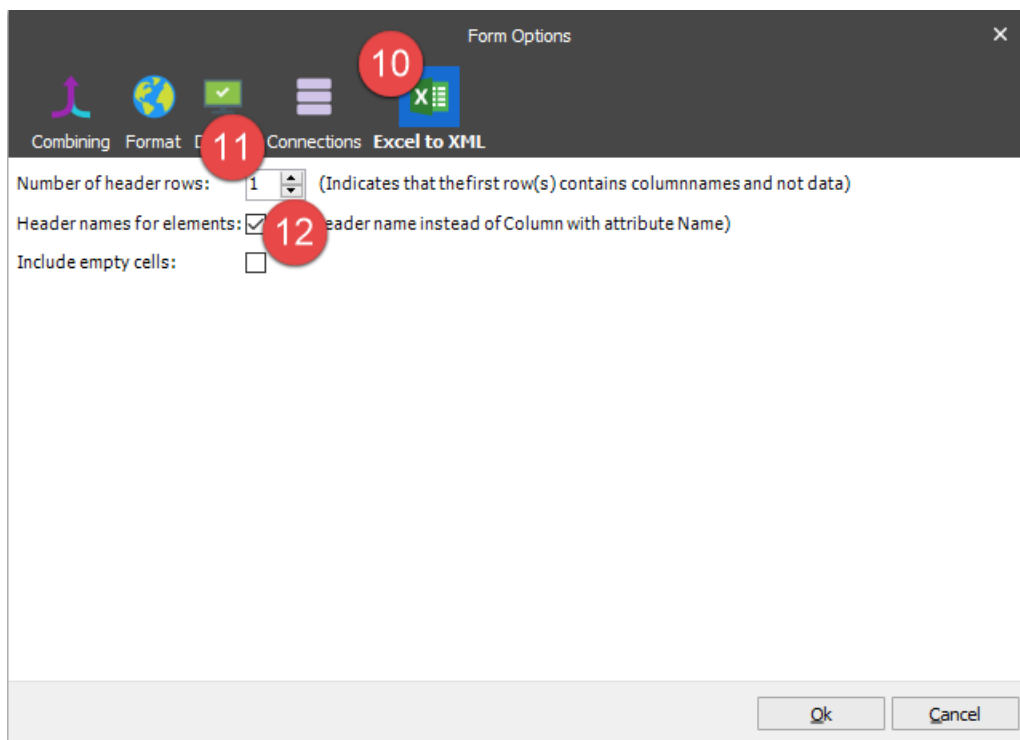 Form Options
10
Combining Format Connections Excel to XML
11
Number of header rows: 1 (Indicates that thefirst row(s) contains columnnames and not data)
Header names for elements: eader name instead of Column with attribute Name)
12
Include empty cells:
Ok Cancel